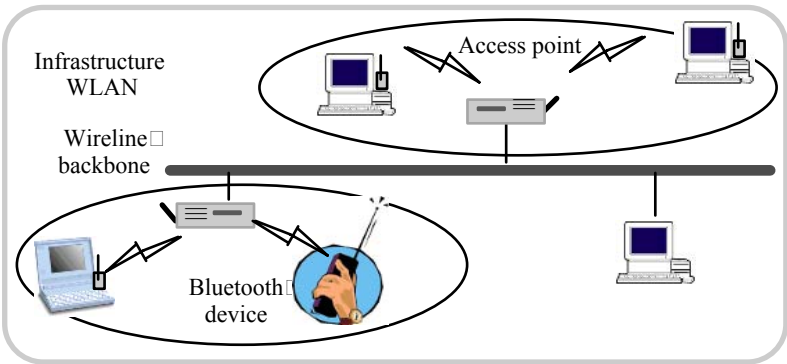 Infrastructure
WLAN
Access point
Wireline□
backbone
Bluetooth□
device